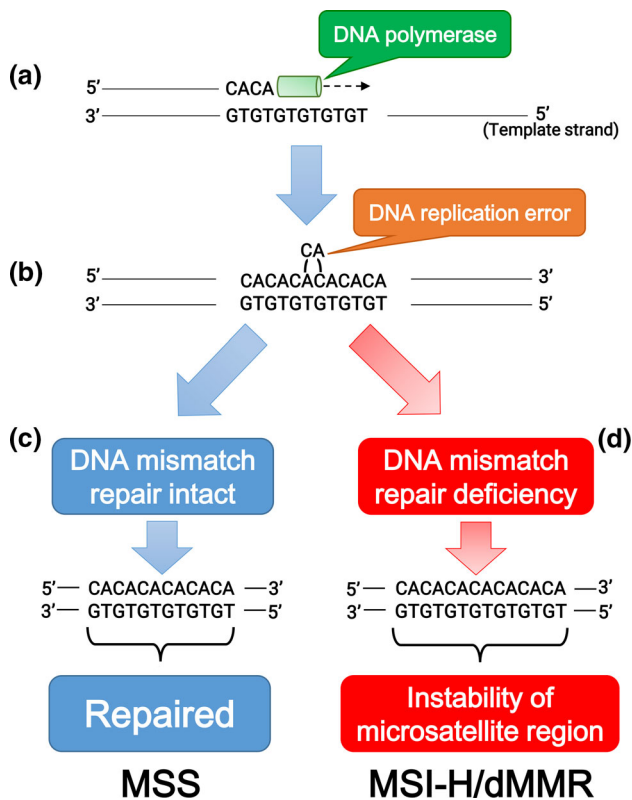 DNA polymerase
(a)
5’ CACA
3’ GTGTGTGTGTGT 5’
(Template strand)
DNA replication error
CA
(b)
5’ CACACACACACA 3’
3’ GTGTGTGTGTGT 5’
(c)
(d)
DNA mismatch
repair intact
DNA mismatch
repair deficiency
5’ CACACACACACA 3’
3’ GTGTGTGTGTGT 5’
5’ CACACACACACACA 3’
3’ GTGTGTGTGTGTGT 5’
Repaired
Instability of
microsatellite region
MSS
MSI-H/dMMR